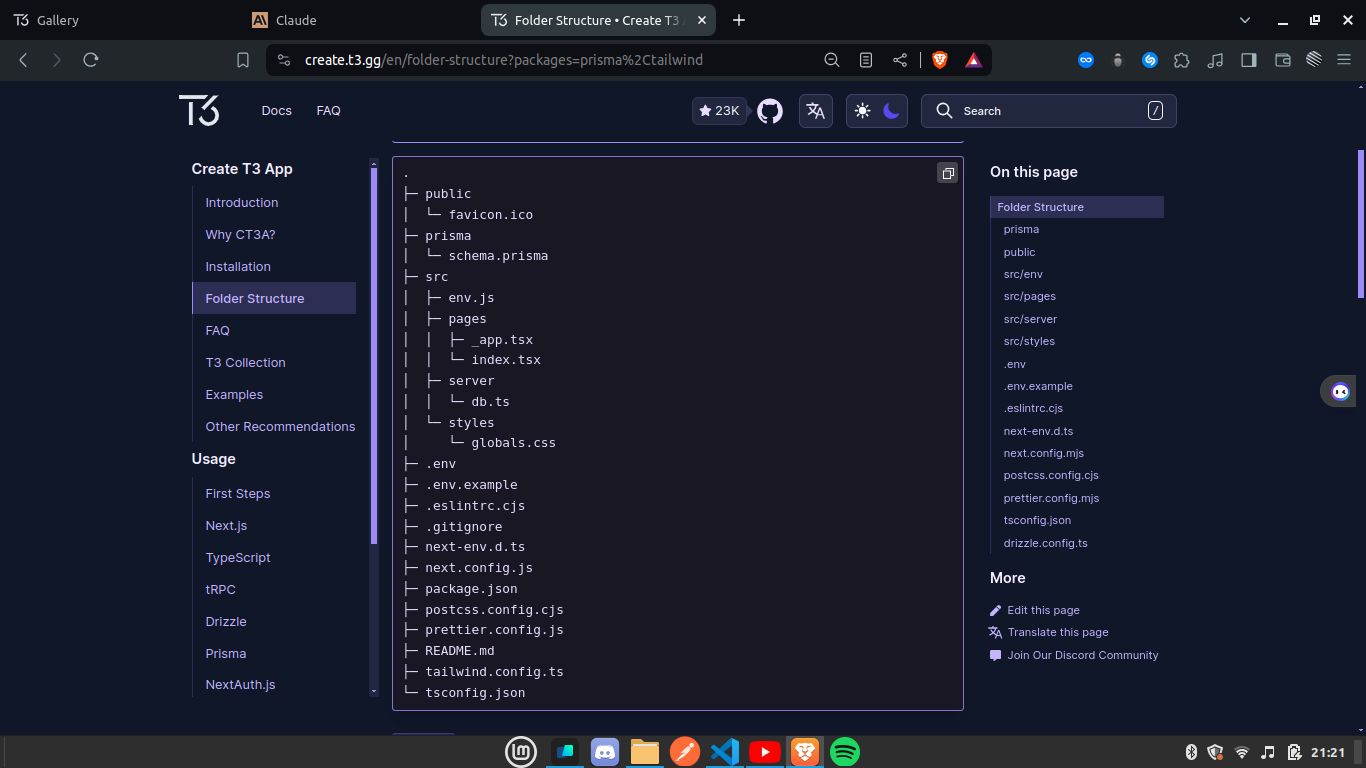 Gallery
Claude
Folder Structure • Create T3
create.t3.gg/en/folder-structure?packages=prisma%2Ctailwind
T3
Docs
FAQ
23K
Search
/
Create T3 App
Introduction
Why CT3A?
Installation
Folder Structure
FAQ
T3 Collection
Examples
Other Recommendations
Usage
First Steps
Next.js
TypeScript
tRPC
Drizzle
Prisma
NextAuth.js
.
├─ public
│  └─ favicon.ico
├─ prisma
│  └─ schema.prisma
├─ src
│  ├─ env.js
│  ├─ pages
│  │  ├─ _app.tsx
│  │  └─ index.tsx
│  ├─ server
│  │  └─ db.ts
│  └─ styles
│     └─ globals.css
├─ .env
├─ .env.example
├─ .eslintrc.cjs
├─ .gitignore
├─ next-env.d.ts
├─ next.config.js
├─ package.json
├─ postcss.config.cjs
├─ prettier.config.js
├─ README.md
├─ tailwind.config.ts
└─ tsconfig.json
On this page
Folder Structure
prisma
public
src/env
src/pages
src/server
src/styles
.env
.env.example
.eslintrc.cjs
next-env.d.ts
next.config.mjs
postcss.config.cjs
prettier.config.mjs
tsconfig.json
drizzle.config.ts
More
Edit this page
Translate this page
Join Our Discord Community
21:21